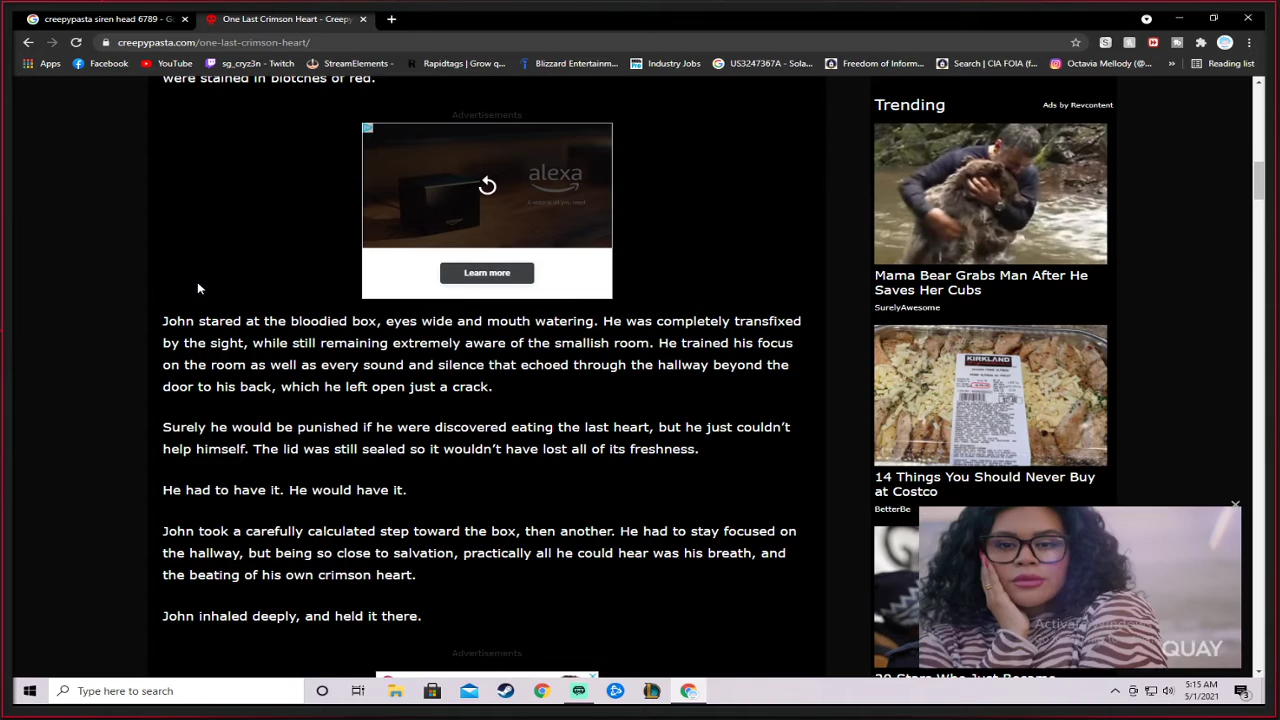 creepypasta siren head 6789 - G
One Last Crimson Heart - Creepy
creepypasta.com/one-last-crimson-heart/
Apps
Facebook
YouTube
sg_cryz3n - Twitch
StreamElements -
Rapidtags | Grow q...
Blizzard Entertainm...
Industry Jobs
US3247367A - Sola...
Freedom of Inform...
Search | CIA FOIA (f...
Octavia Mellody (@...
Reading list
were stained in blotches of red.
Advertisements
alexa
Learn more
John stared at the bloodied box, eyes wide and mouth watering. He was completely transfixed
by the sight, while still remaining extremely aware of the smallish room. He trained his focus
on the room as well as every sound and silence that echoed through the hallway beyond the
door to his back, which he left open just a crack.
Surely he would be punished if he were discovered eating the last heart, but he just couldn't
help himself. The lid was still sealed so it wouldn't have lost all of its freshness.
He had to have it. He would have it.
John took a carefully calculated step toward the box, then another. He had to stay focused on
the hallway, but being so close to salvation, practically all he could hear was his breath, and
the beating of his own crimson heart.
John inhaled deeply, and held it there.
Advertisements
Trending
Ads by Revcontent
Mama Bear Grabs Man After He
Saves Her Cubs
SurelyAwesome
KIRKLAND
14 Things You Should Never Buy
at Costco
BetterBe
Activate Windows
QUAY
20 Stars Who Just Became
Type here to search
5:15 AM
5/1/2021
3